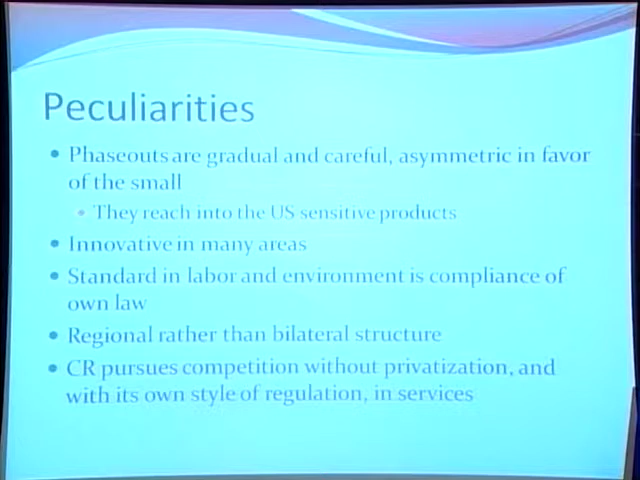 Peculiarities
• Phaseouts are gradual and careful, asymmetric in favor
of the small
• They reach into the US sensitive products
• Innovative in many areas
• Standard in labor and environment is compliance of
own law
• Regional rather than bilateral structure
• CR pursues competition without privatization, and
with its own style of regulation, in services